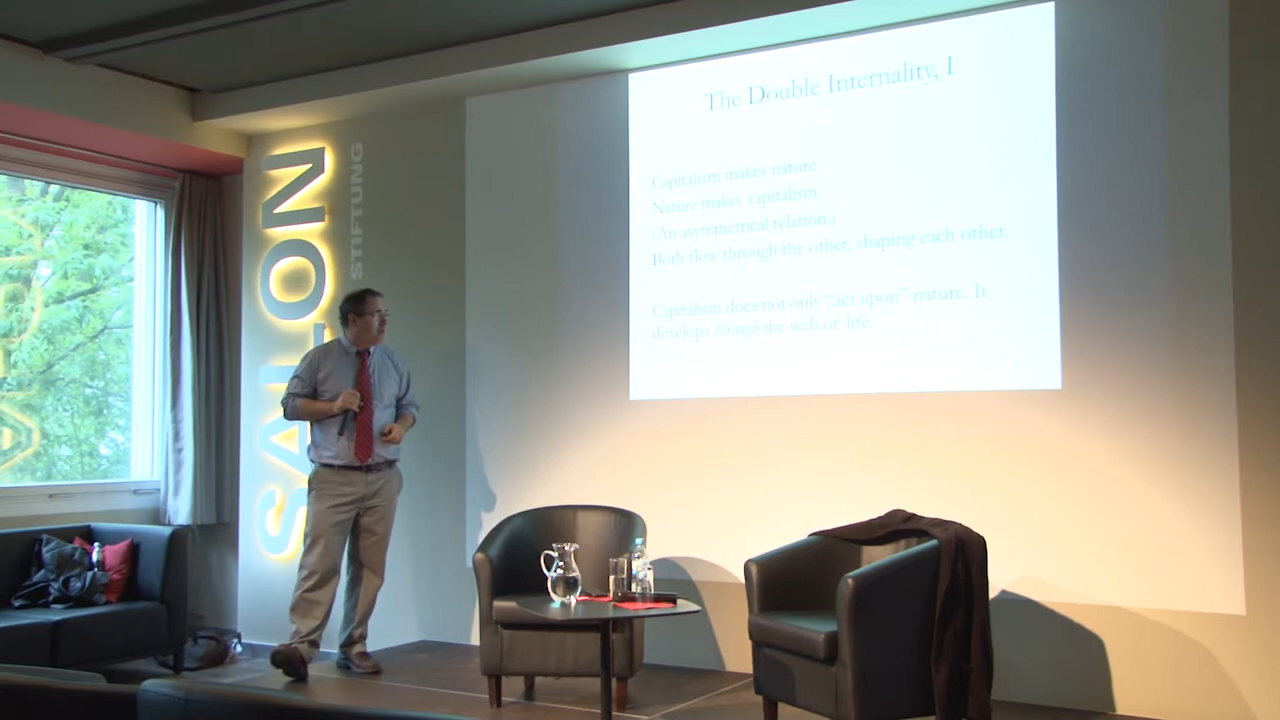 SALON
STIFTUNG
The Double Internality, I
Capitalism makes nature.
Nature makes capitalism.
(An asymmetrical relation.)
Both flow through the other, shaping each other.
Capitalism does not only “act upon” nature. It
develops through the web of life.